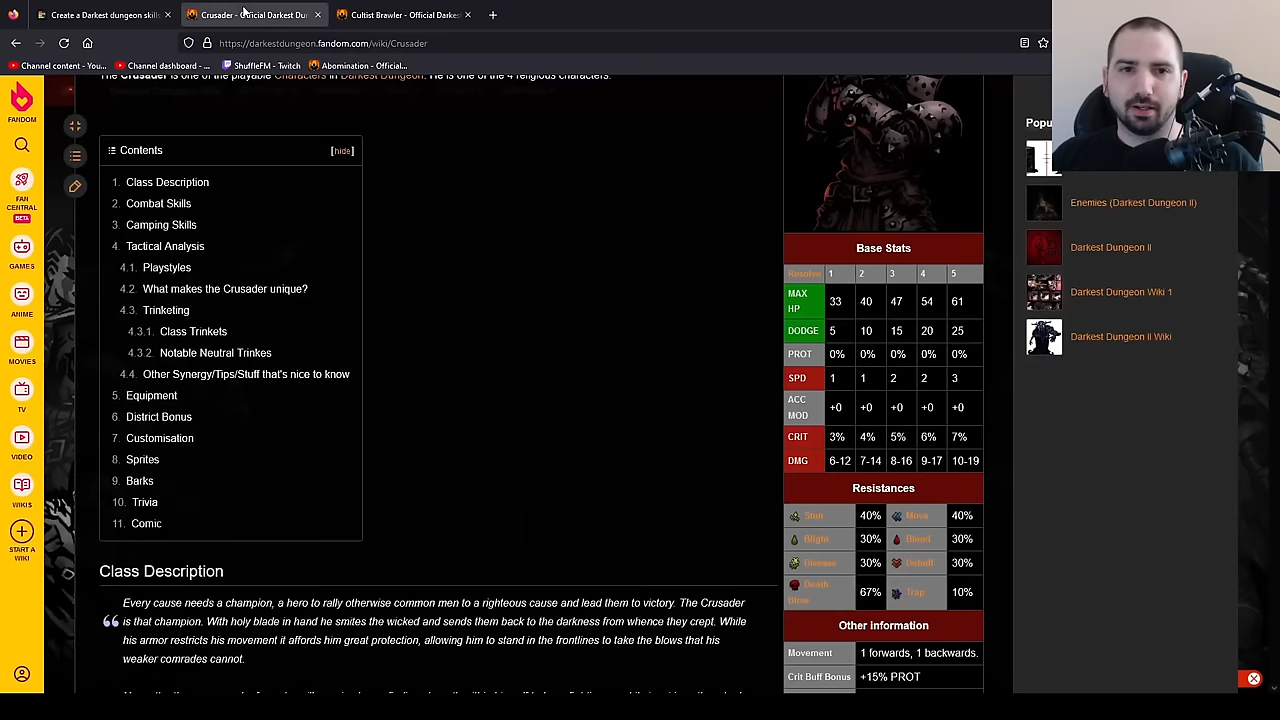 Create a Darkest dungeon skills
Crusader - Official Darkest Dun
Cultist Brawler - Official Darkest
https://darkestdungeon.fandom.com/wiki/Crusader
Channel content - You...
Channel dashboard - ...
ShuffleFM - Twitch
Abomination - Official...
The Crusader is one of the playable Characters in Darkest Dungeon. He is one of the 4 religious characters.
FANDOM
FAN CENTRAL
BETA
GAMES
ANIME
MOVIES
TV
VIDEO
WIKIS
START A WIKI
Contents [hide]
1. Class Description
2. Combat Skills
3. Camping Skills
4. Tactical Analysis
4.1. Playstyles
4.2. What makes the Crusader unique?
4.3. Trinketing
4.3.1. Class Trinkets
4.3.2. Notable Neutral Trinkes
4.4. Other Synergy/Tips/Stuff that's nice to know
5. Equipment
6. District Bonus
7. Customisation
8. Sprites
9. Barks
10. Trivia
11. Comic
Class Description
Every cause needs a champion, a hero to rally otherwise common men to a righteous cause and lead them to victory. The Crusader
is that champion. With holy blade in hand he smites the wicked and sends them back to the darkness from whence they crept. While
his armor restricts his movement it affords him great protection, allowing him to stand in the frontlines to take the blows that his
weaker comrades cannot.
Base Stats
Resolve 1 2 3 4 5
MAX HP 33 40 47 54 61
DODGE 5 10 15 20 25
PROT 0% 0% 0% 0% 0%
SPD 1 1 2 2 3
ACC MOD +0 +0 +0 +0 +0
CRIT 3% 4% 5% 6% 7%
DMG 6-12 7-14 8-16 9-17 10-19
Resistances
Stun 40% Move 40%
Blight 30% Bleed 30%
Disease 30% Debuff 30%
Death Blow 67% Trap 10%
Other information
Movement 1 forwards, 1 backwards.
Crit Buff Bonus +15% PROT
Popu
Enemies (Darkest Dungeon II)
Darkest Dungeon II
Darkest Dungeon Wiki 1
Darkest Dungeon II Wiki